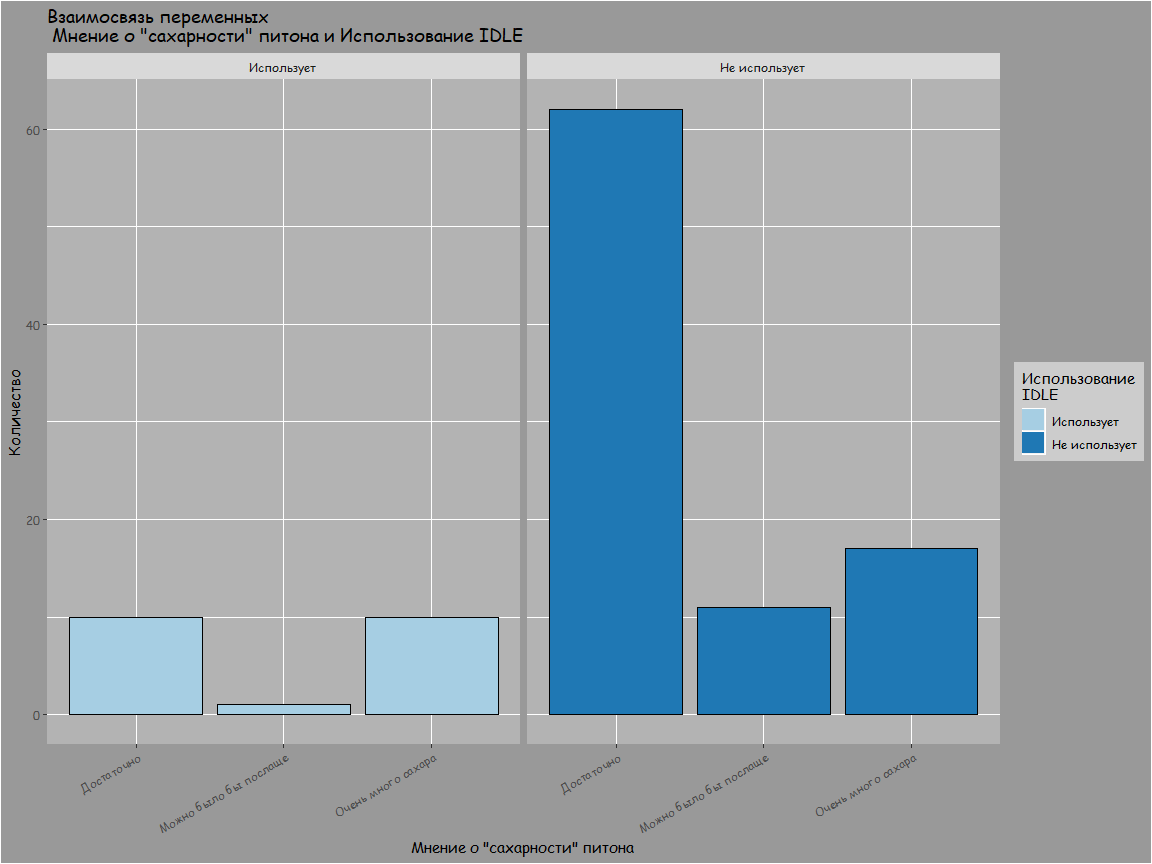 Взаимосвязь переменных
Мнение о "сахарности" питона и Использование IDLE
Использует
Не использует
Количество
60
40
20
0
Достаточно
Можно было бы послаще
Очень много сахара
Достаточно
Можно было бы послаще
Очень много сахара
Мнение о "сахарности" питона
Использование
IDLE
Использует
Не использует